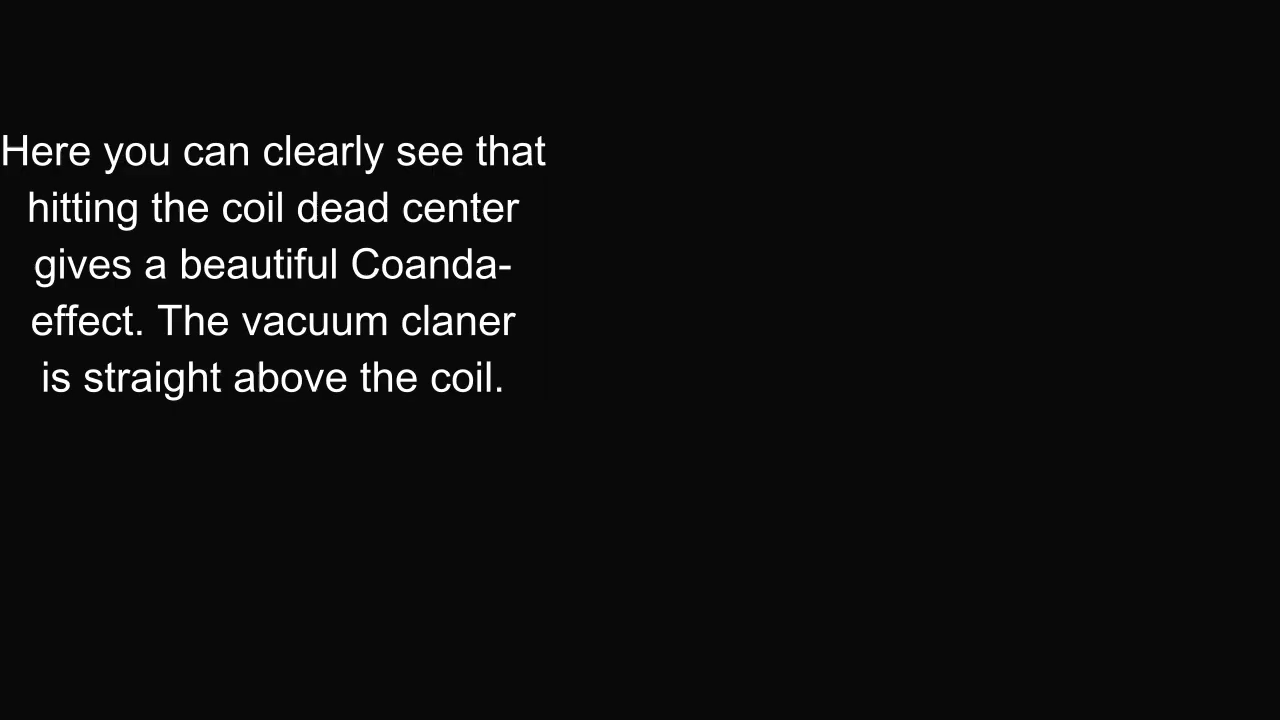 Here you can clearly see that
hitting the coil dead center
gives a beautiful Coanda-
effect. The vacuum claner
is straight above the coil.